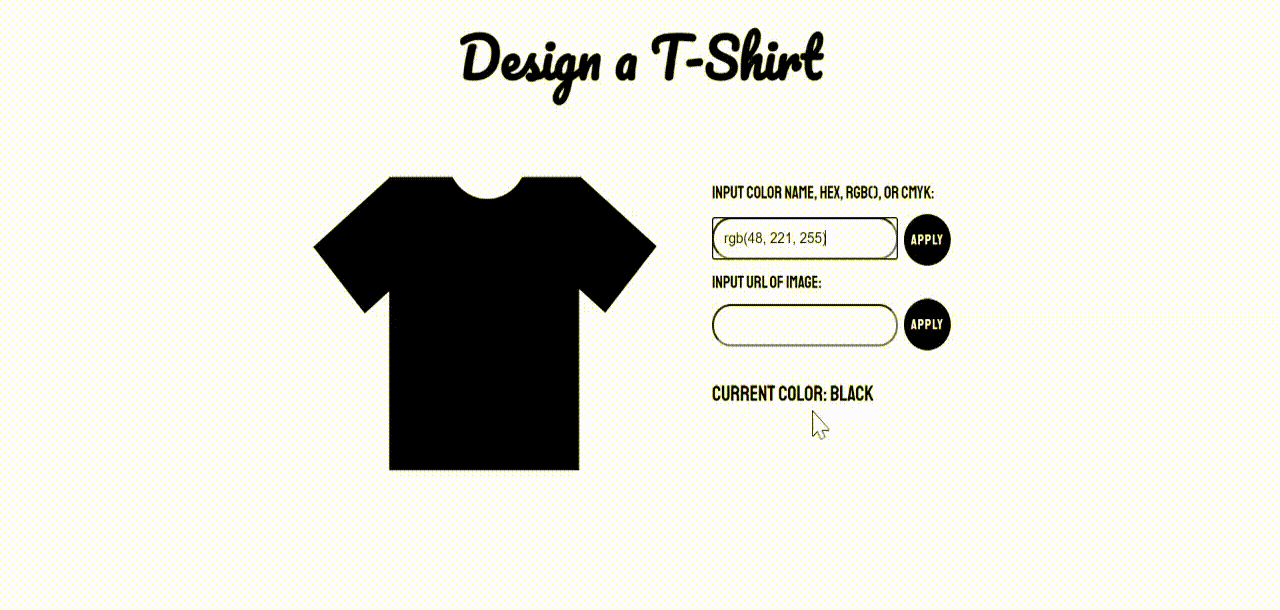 Design a T-Shirt
INPUT COLOR NAME, HEX, RGB(), OR CMYK:
rgb(48, 221, 255)
APPLY
INPUT URL OF IMAGE:
APPLY
CURRENT COLOR: BLACK